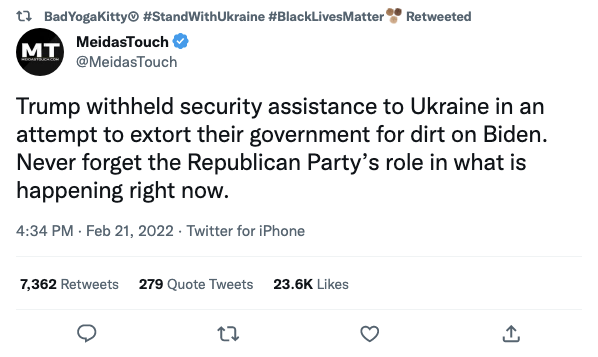 BadYogaKitty #StandWithUkraine #BlackLivesMatter Retweeted
MT
MEIDASTOUCH.COM
MeidasTouch
@MeidasTouch
Trump withheld security assistance to Ukraine in an
attempt to extort their government for dirt on Biden.
Never forget the Republican Party’s role in what is
happening right now.
4:34 PM · Feb 21, 2022 · Twitter for iPhone
7,362 Retweets 279 Quote Tweets 23.6K Likes